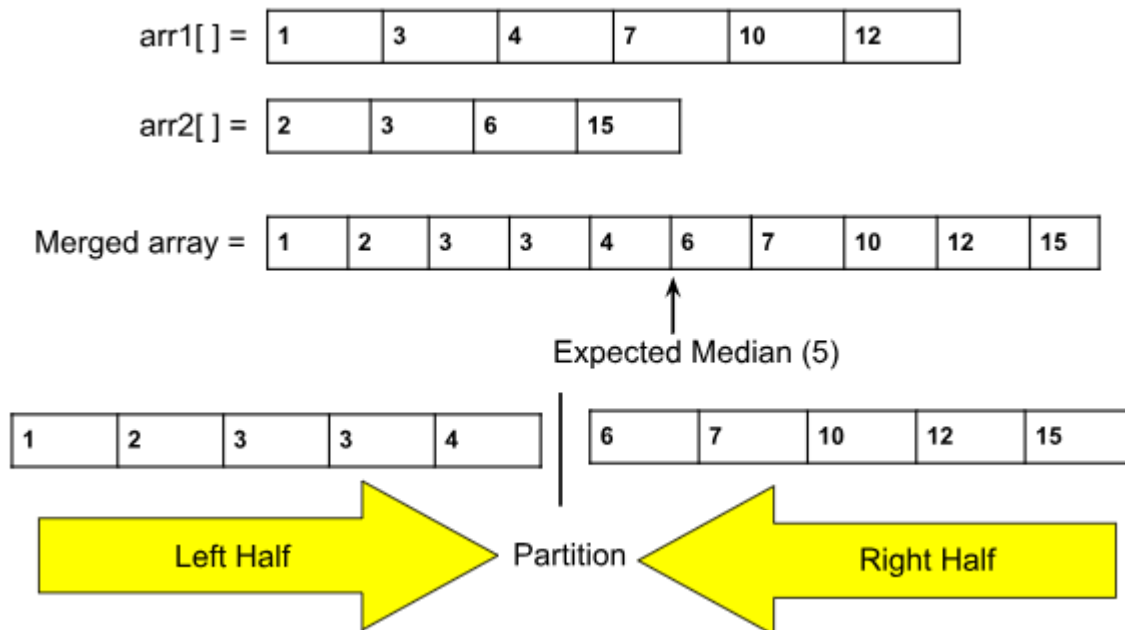 arr1[ ] = 1 3 4 7 10 12
arr2[ ] = 2 3 6 15
Merged array = 1 2 3 3 4 6 7 10 12 15
Expected Median (5)
1 2 3 3 4 6 7 10 12 15
Left Half Partition Right Half